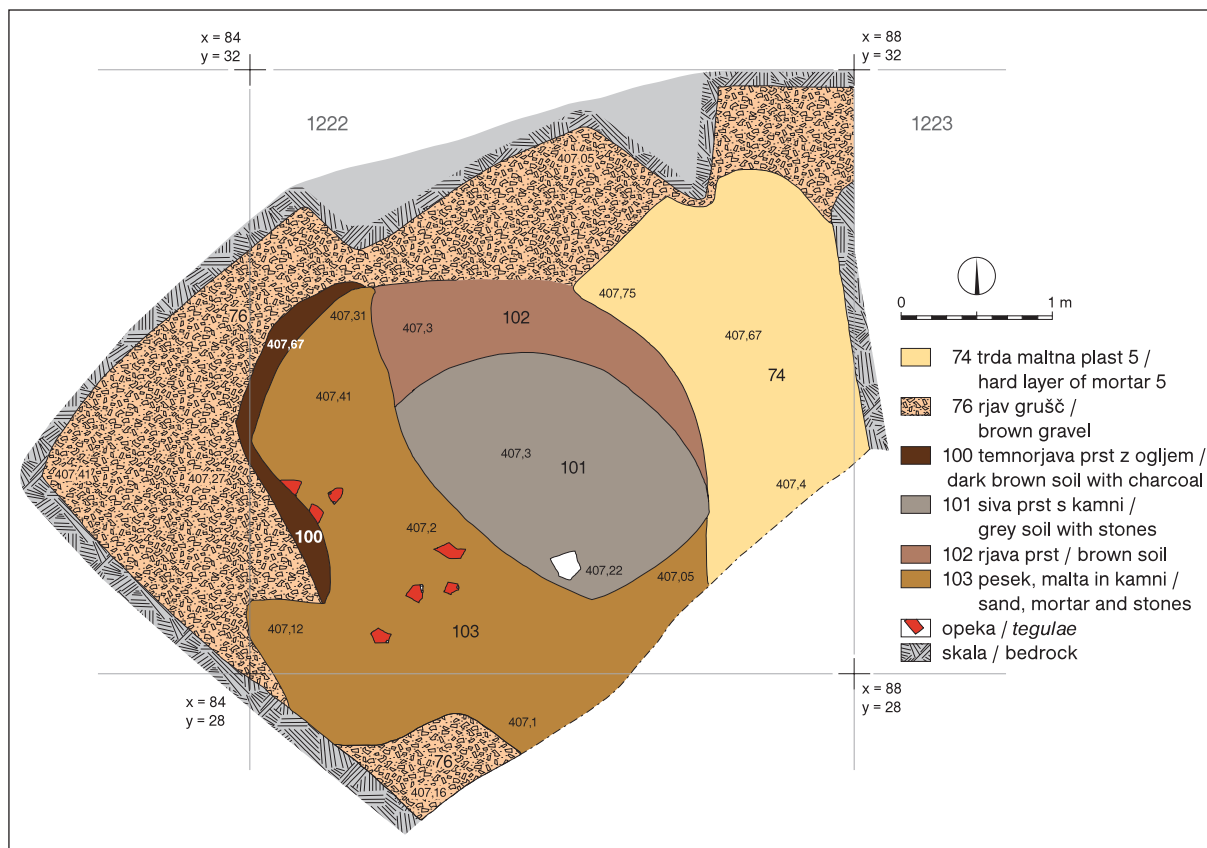 x = 84
y = 32
x = 88
y = 32
1222
1223
407,05
76
407,67
407,31
407,3
102
407,75
407,67
407,41
74
407,3
101
407,41
407,27
407,4
407,2
100
407,22
407,05
407,12
103
x = 84
y = 28
x = 88
y = 28
407,1
76
407,16
0
1 m
74 trda maltna plast 5 /
hard layer of mortar 5
76 rjav grušč /
brown gravel
100 temnorjava prst z ogljem /
dark brown soil with charcoal
101 siva prst s kamni /
grey soil with stones
102 rjava prst / brown soil
103 pesek, malta in kamni /
sand, mortar and stones
opeka / tegulae
skala / bedrock